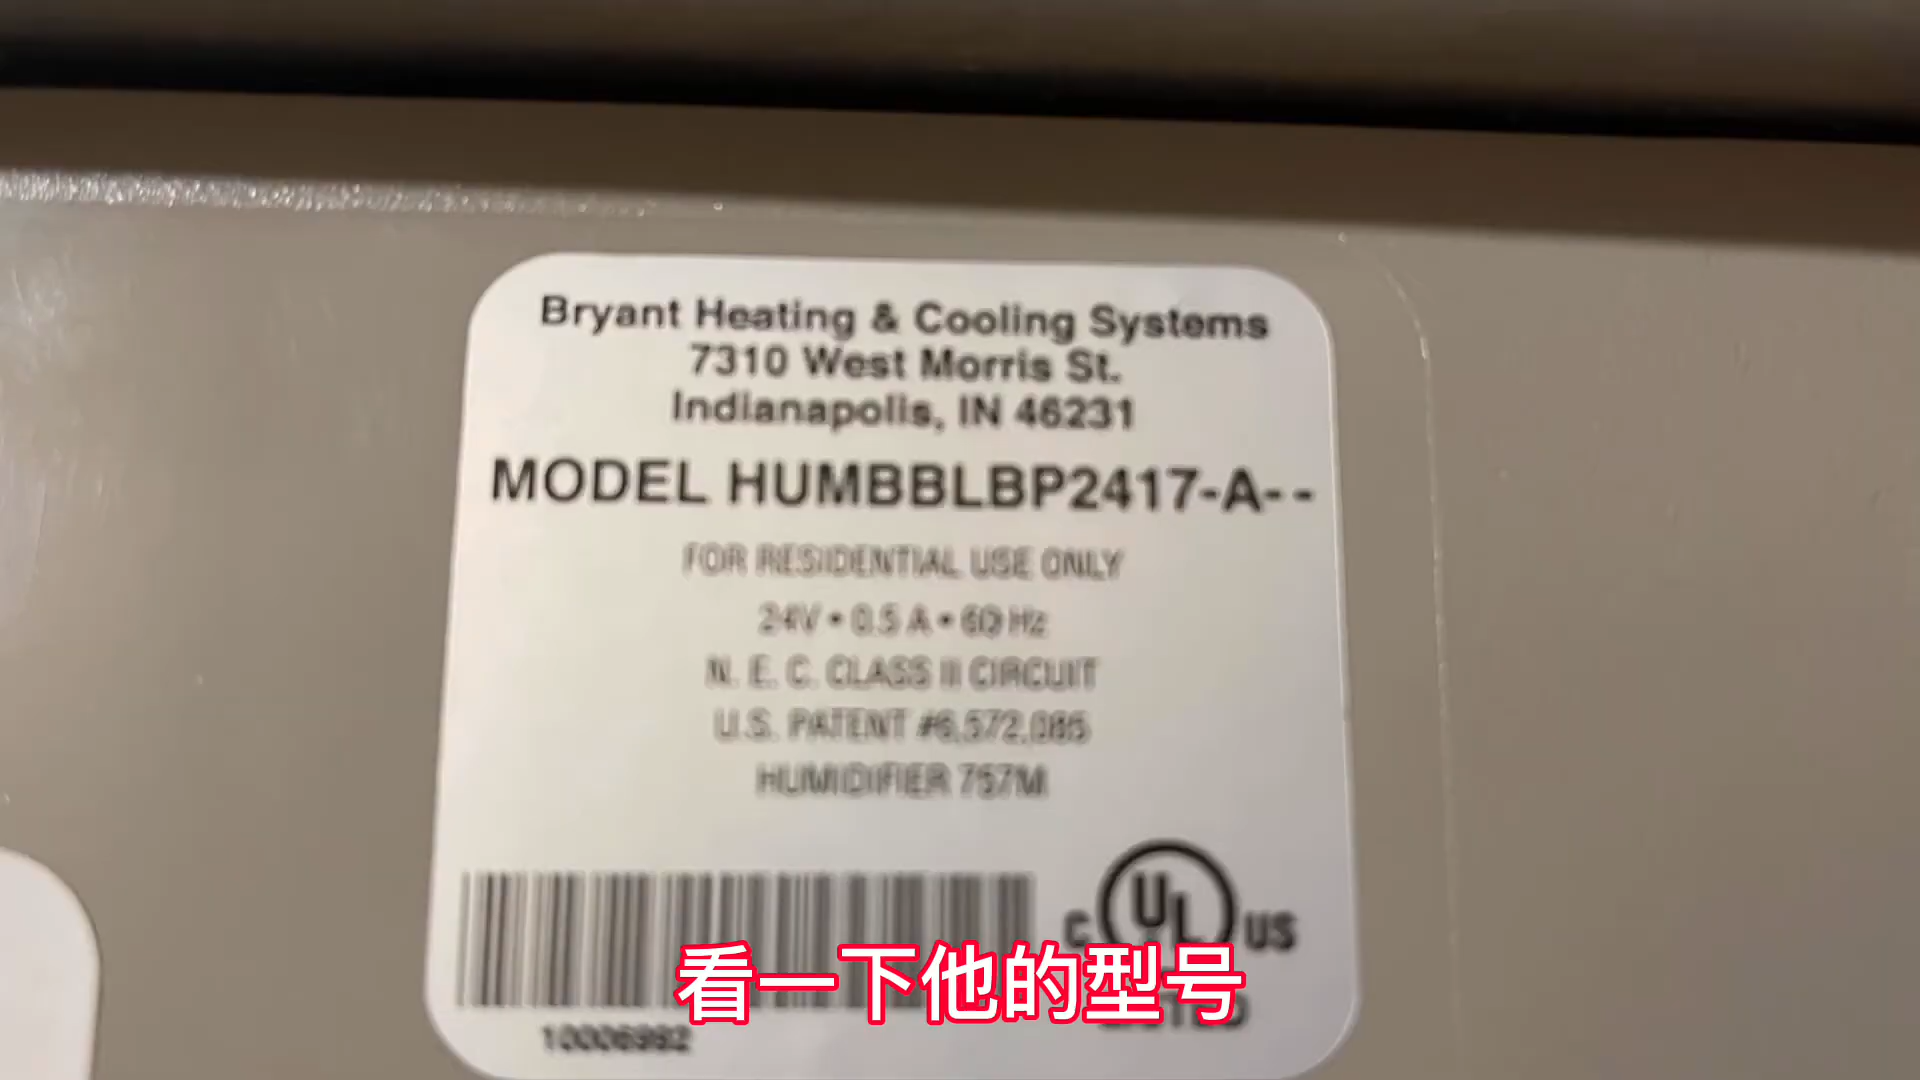 Bryant Heating & Cooling Systems
7310 West Morris St.
Indianapolis, IN 46231
MODEL HUMBBLBP2417-A--
FOR RESIDENTIAL USE ONLY
24V • 0.5 A • 60 Hz
N. E. C. CLASS II CIRCUIT
U.S. PATENT #6,572,085
HUMIDIFIER 757M
C UL US
看一下他的型号
10006992